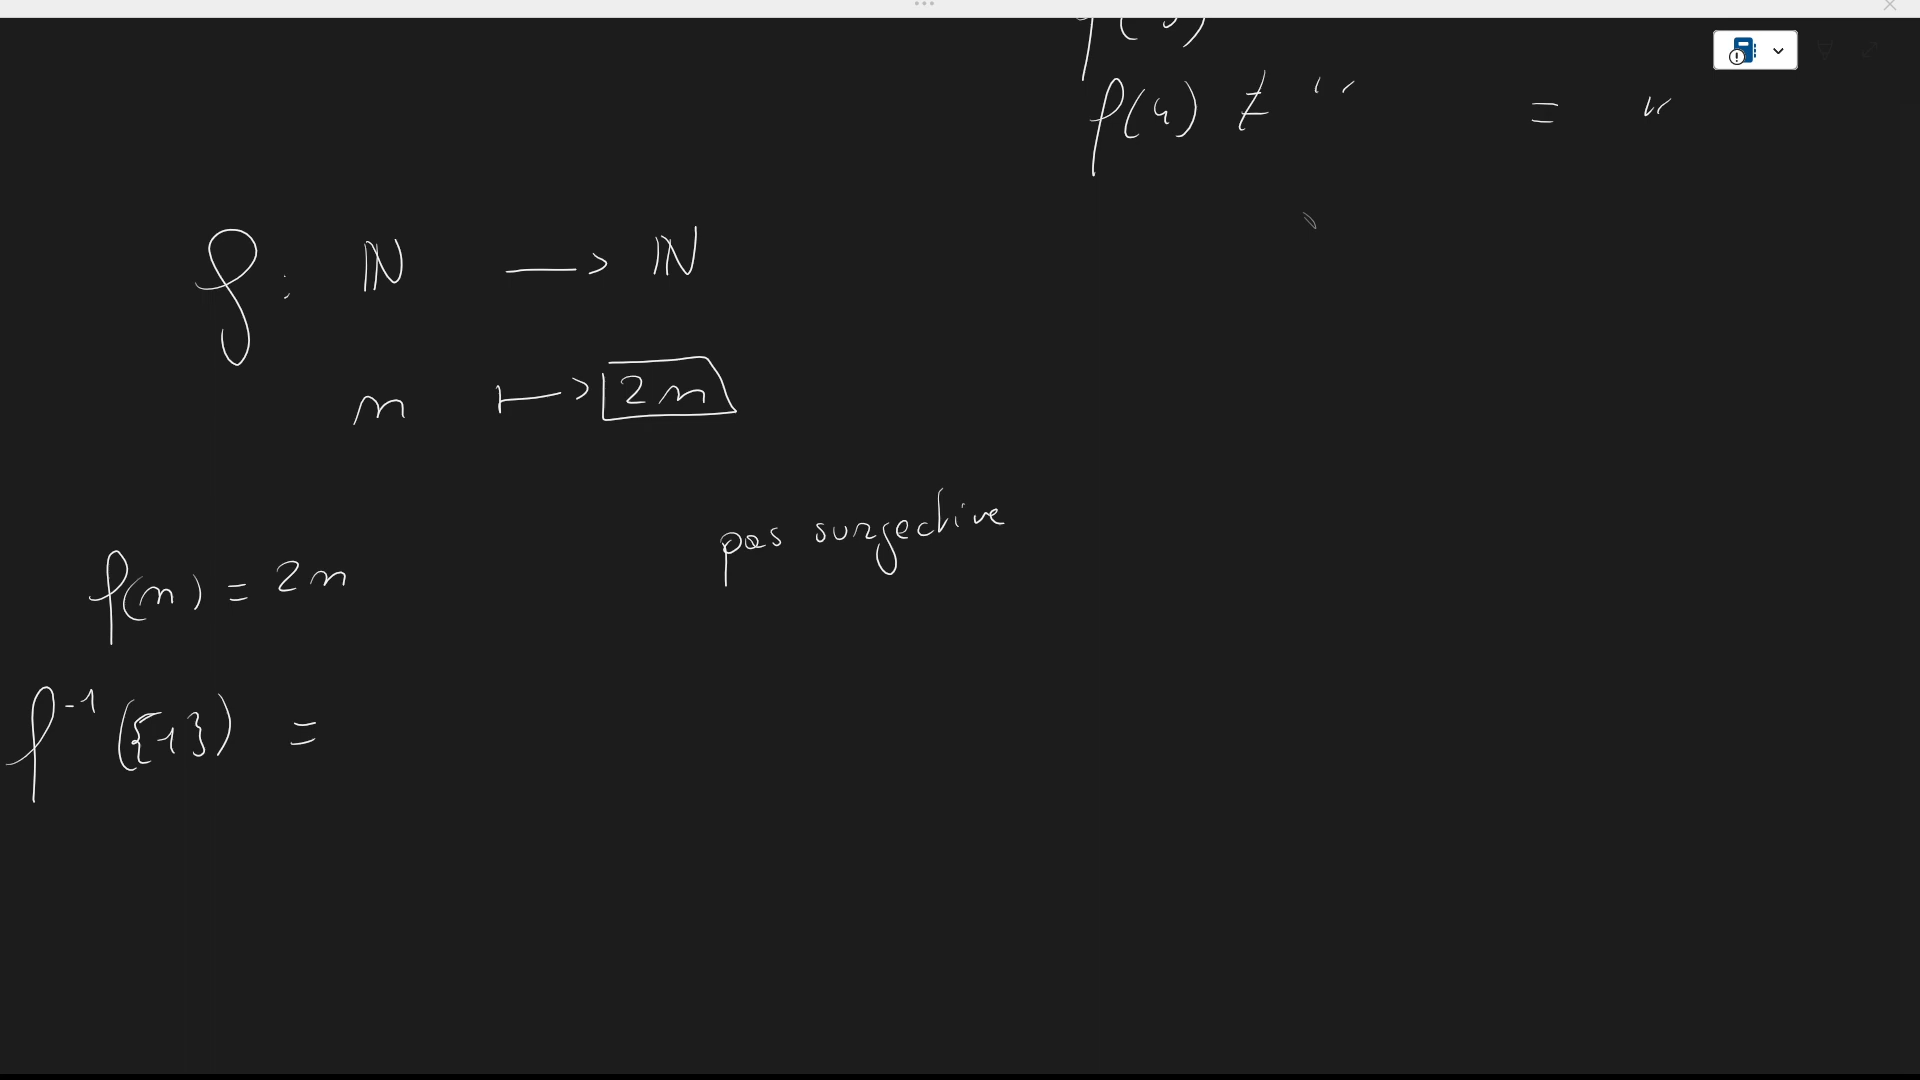 f(4) Z " = "
f: ℕ → ℕ
n ↦ 2n
pas surjective
f(n) = 2n
f⁻¹({1}) =